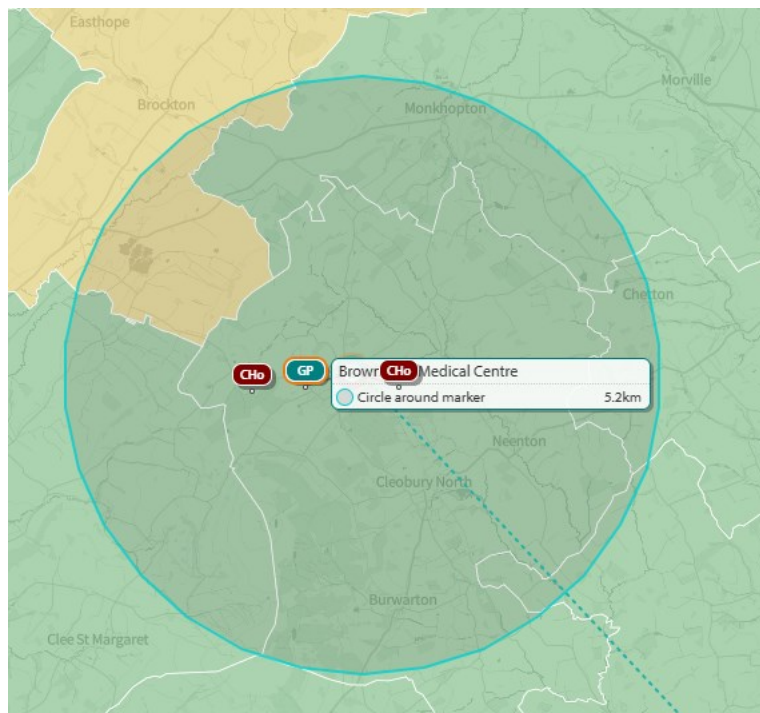 Easthope
Morville
Brockton
Monkhopton
Chetton
CHo
GP
Brown CHo Medical Centre
Circle around marker 5.2km
Neenton
Cleobury North
Burwarton
Clee St Margaret